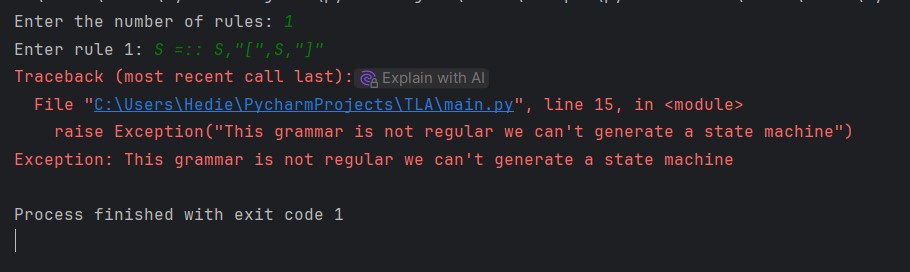 Enter the number of rules: 1
Enter rule 1: S =:: S,"[",S,"]"
Traceback (most recent call last): Explain with AI
  File "C:\Users\Hedie\PycharmProjects\TLA\main.py", line 15, in <module>
    raise Exception("This grammar is not regular we can't generate a state machine")
Exception: This grammar is not regular we can't generate a state machine
Process finished with exit code 1